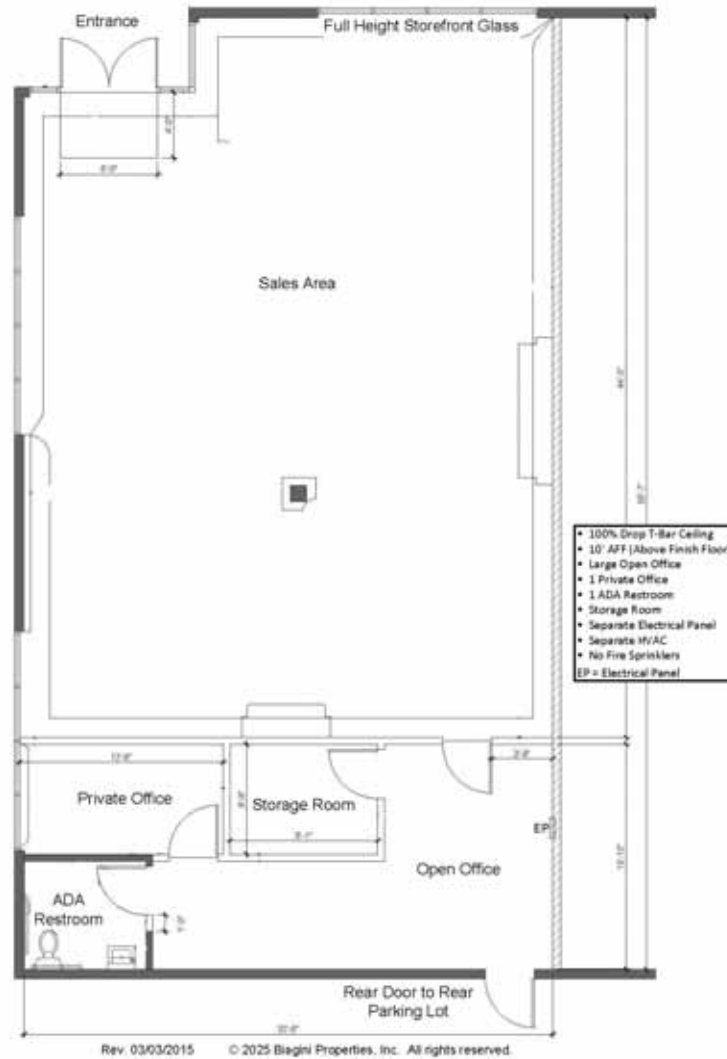 Entrance
Full Height Storefront Glass
Sales Area
• 100% Drop T-Bar Ceiling
• 10' AFF (Above Finish Floor
• Large Open Office
• 1 Private Office
• 1 ADA Restroom
• Storage Room
• Separate Electrical Panel
• Separate HVAC
• No Fire Sprinklers
EP = Electrical Panel
Private Office
Storage Room
EP
Open Office
ADA
Restroom
Rear Door to Rear
Parking Lot
Rev. 03/03/2015 © 2025 Biagini Properties, Inc. All rights reserved.